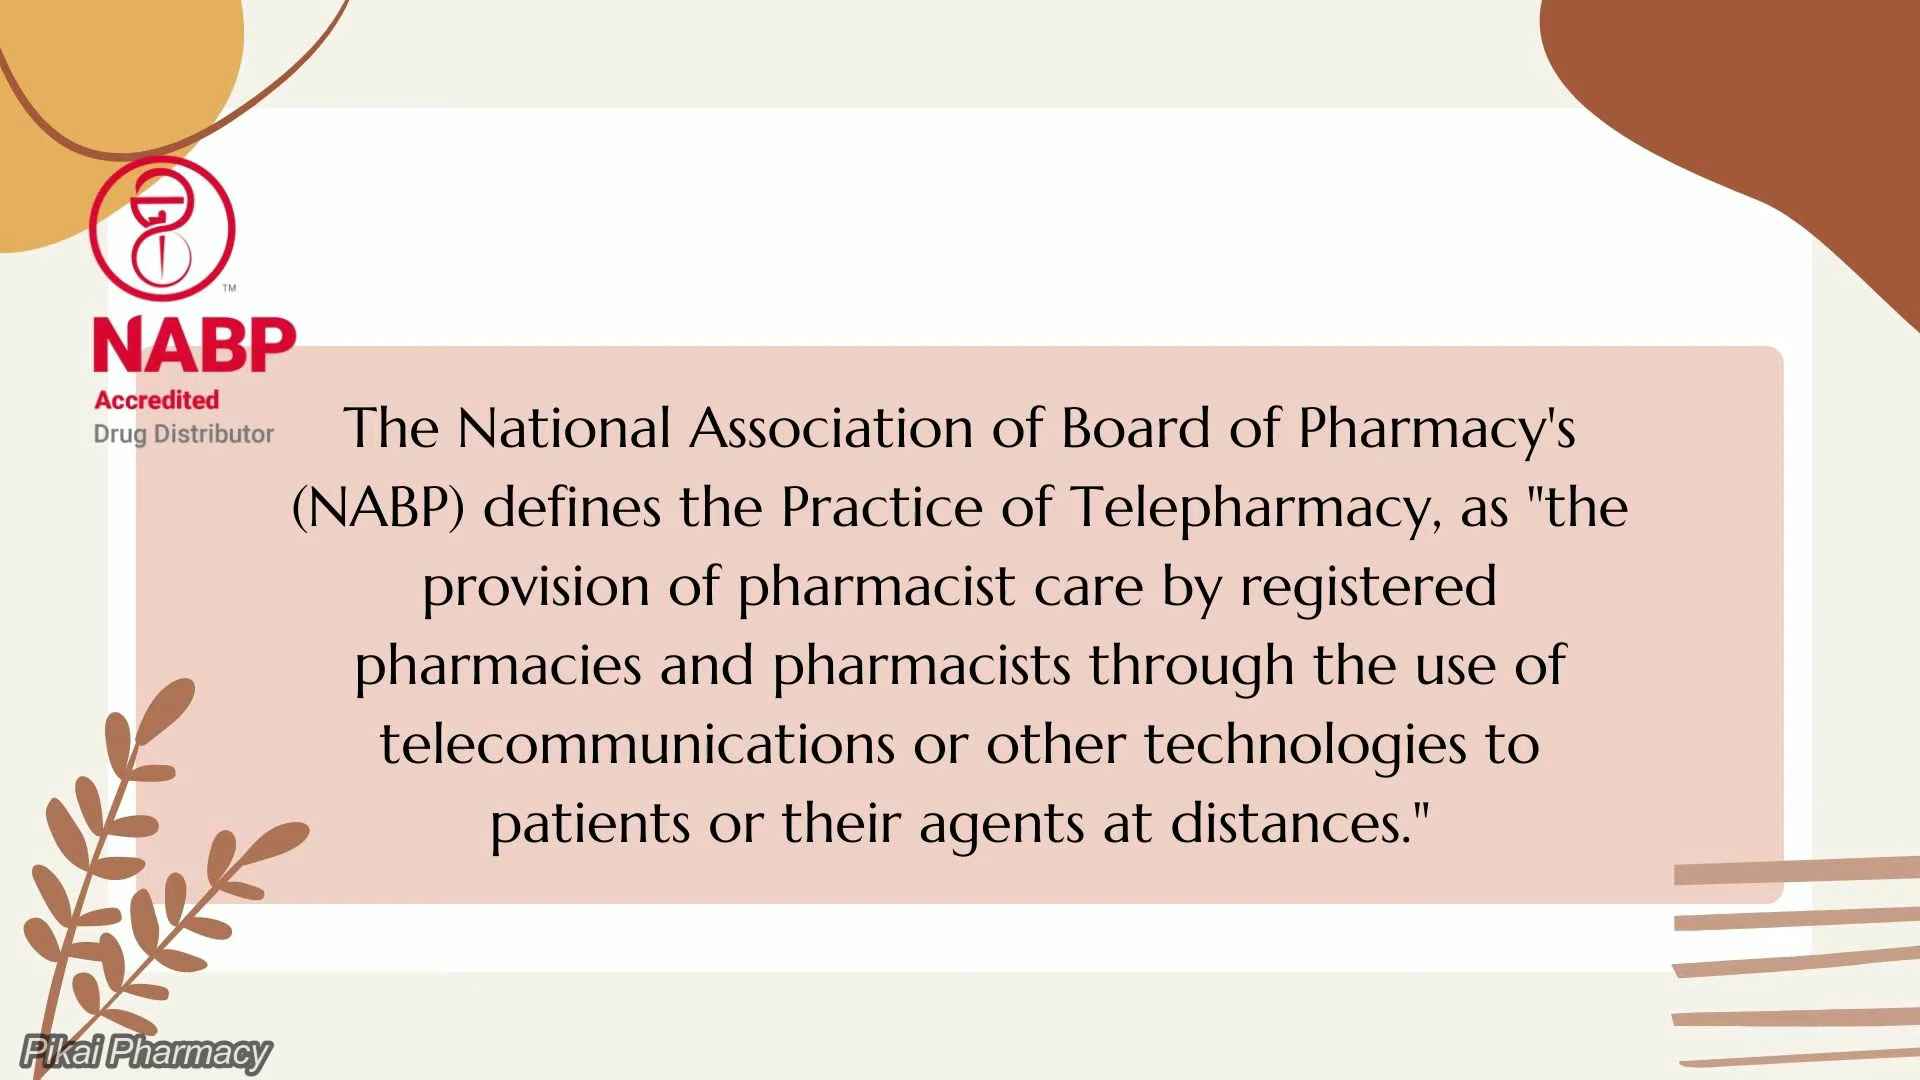 TM
NABP
Accredited
Drug Distributor
The National Association of Board of Pharmacy's
(NABP) defines the Practice of Telepharmacy, as "the
provision of pharmacist care by registered
pharmacies and pharmacists through the use of
telecommunications or other technologies to
patients or their agents at distances."
Pikai Pharmacy